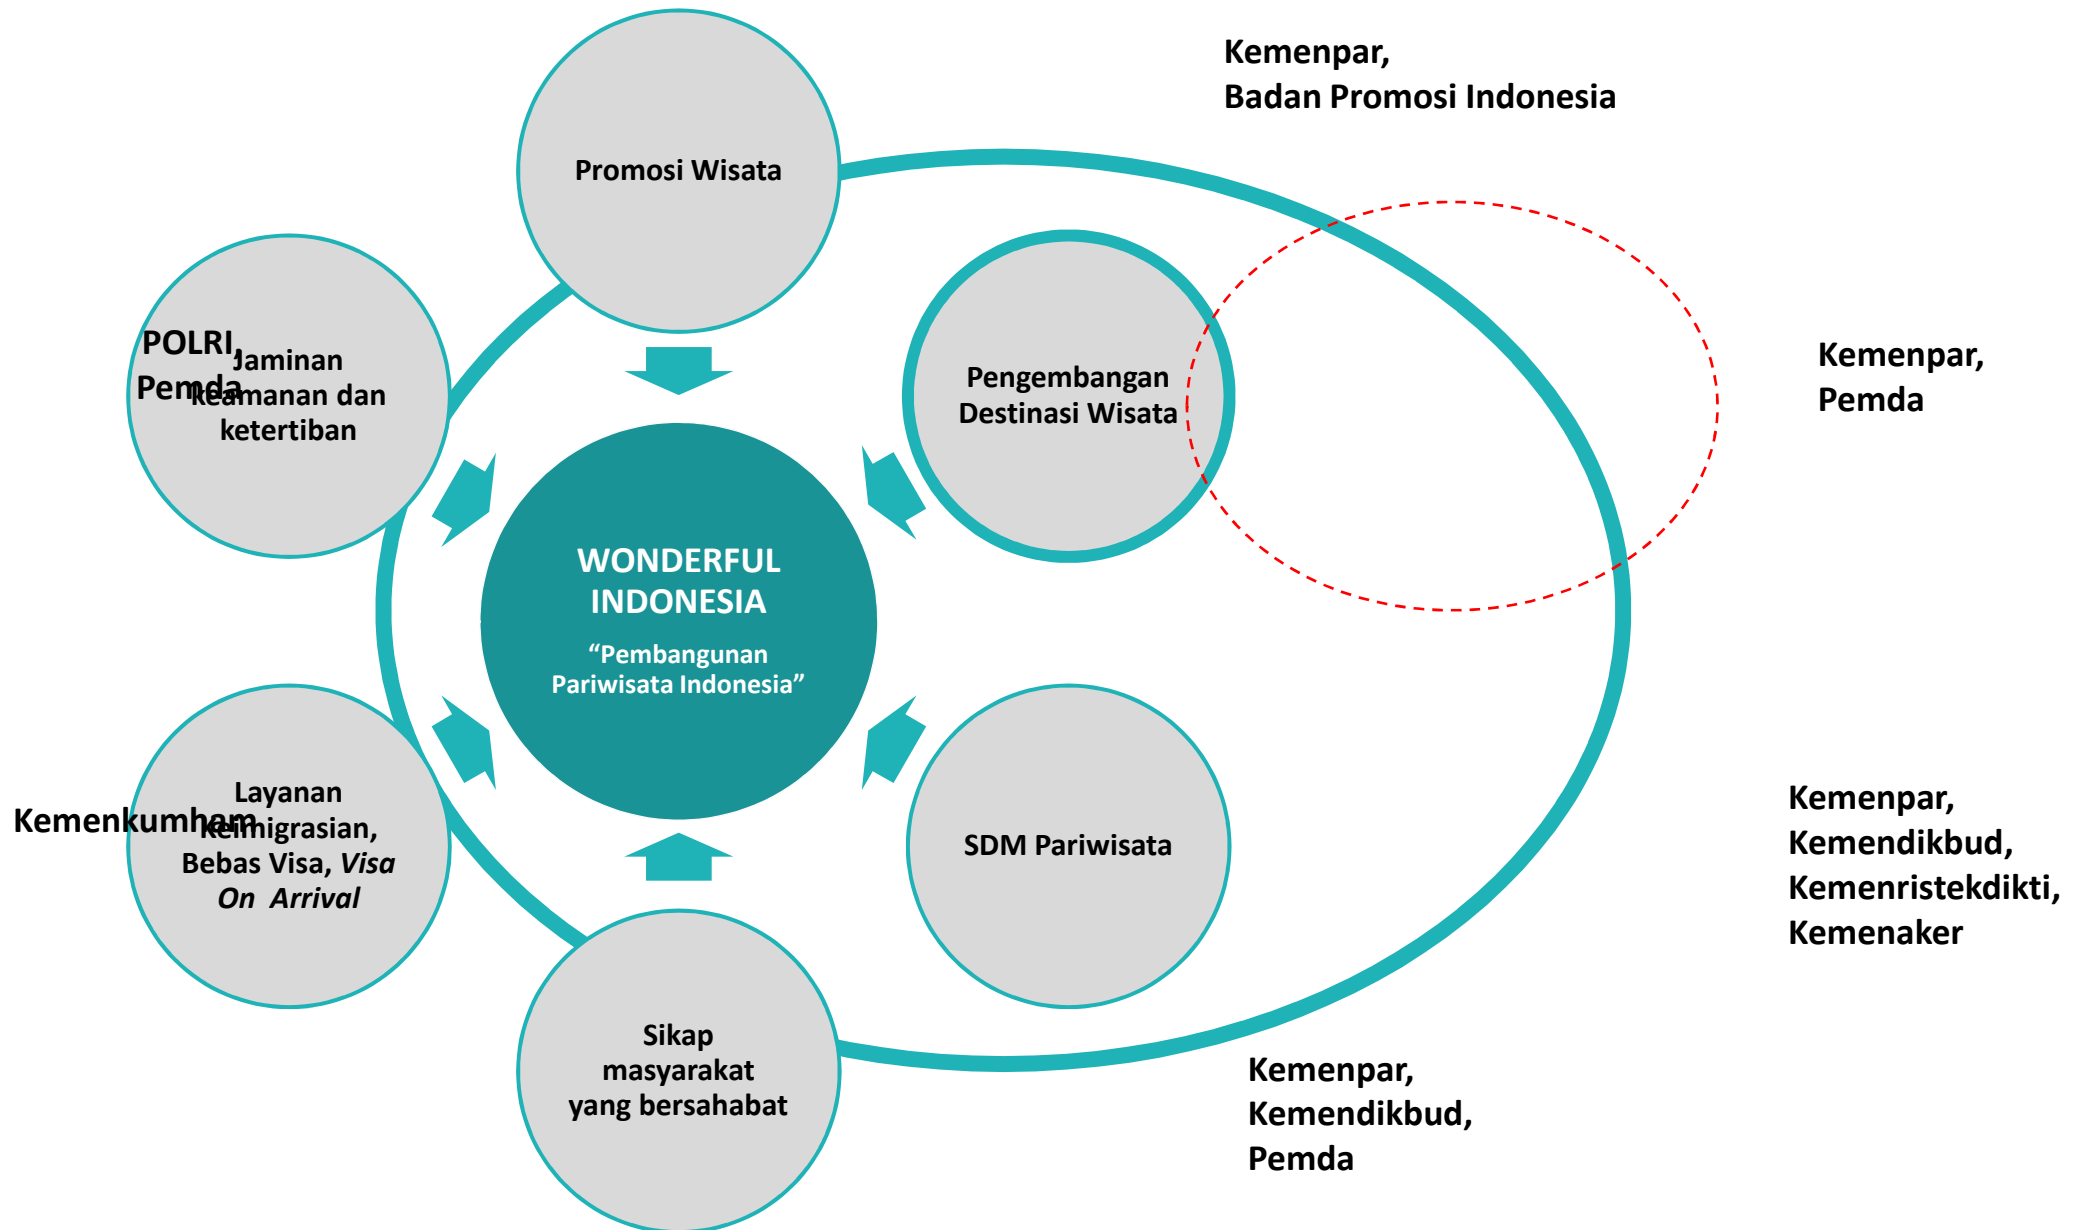 Kemenpar,
Badan Promosi Indonesia
Promosi Wisata
POLRI,
Pemda
Jaminan
keamanan dan
ketertiban
Pengembangan
Destinasi Wisata
Kemenpar,
Pemda
WONDERFUL
INDONESIA
“Pembangunan
Pariwisata Indonesia”
Kemenkumham
Layanan
Keimigrasian,
Bebas Visa, Visa
On Arrival
SDM Pariwisata
Kemenpar,
Kemendikbud,
Kemenristekdikti,
Kemenaker
Sikap
masyarakat
yang bersahabat
Kemenpar,
Kemendikbud,
Pemda